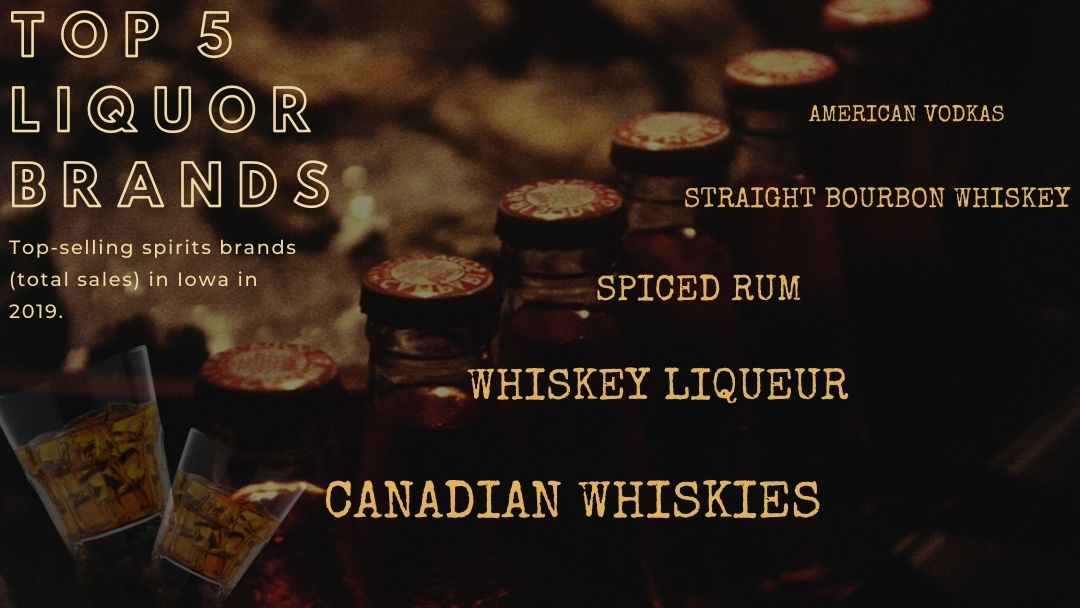 TOP 5
LIQUOR
BRANDS
Top-selling spirits brands
(total sales) in Iowa in
2019.
AMERICAN VODKAS
STRAIGHT BOURBON WHISKEY
SPICED RUM
WHISKEY LIQUEUR
CANADIAN WHISKIES